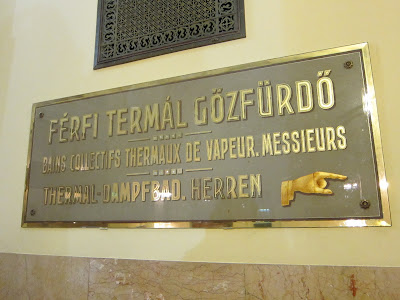 FÉRFI TERMÁL GŐZFÜRDŐ
BAINS COLLECTIFS THERMAUX DE VAPEUR. MESSIEURS
THERMAL-DAMPFBAD. HERREN